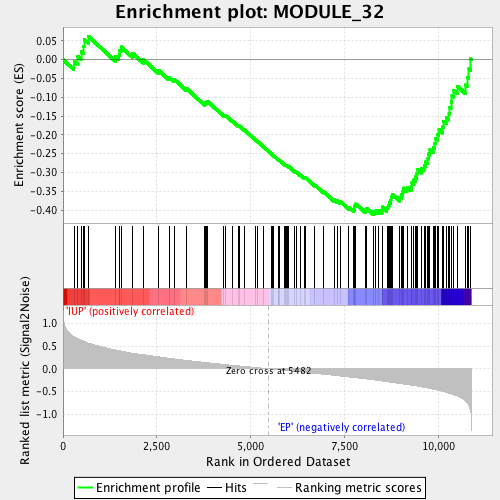 Enrichment plot: MODULE_32
Enrichment score (ES)
0.05
0.00
-0.05
-0.10
-0.15
-0.20
-0.25
-0.30
-0.35
-0.40
Ranked list metric (Signal2Noise)
1.0
0.5
0.0
-0.5
-1.0
'IUP' (positively correlated)
Zero cross at 5482
'EP' (negatively correlated)
0
2,500
5,000
7,500
10,000
Rank in Ordered Dataset
Enrichment profile
Hits
Ranking metric scores